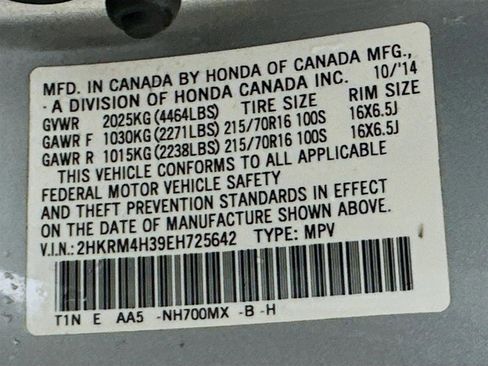 MFD. IN CANADA BY HONDA OF CANADA MFG.,
A DIVISION OF HONDA CANADA INC. 10/'14
GVWR 2025KG(4464LBS) TIRE SIZE RIM SIZE
GAWR F 1030KG(2271LBS) 215/70R16 100S 16X6.5J
GAWR R 1015KG(2238LBS) 215/70R16 100S 16X6.5J
THIS VEHICLE CONFORMS TO ALL APPLICABLE
FEDERAL MOTOR VEHICLE SAFETY
AND THEFT PREVENTION STANDARDS IN EFFECT
ON THE DATE OF MANUFACTURE SHOWN ABOVE.
V.I.N.: 2HKRM4H39EH725642 TYPE: MPV
T1N E AA5 -NH700MX -B -H